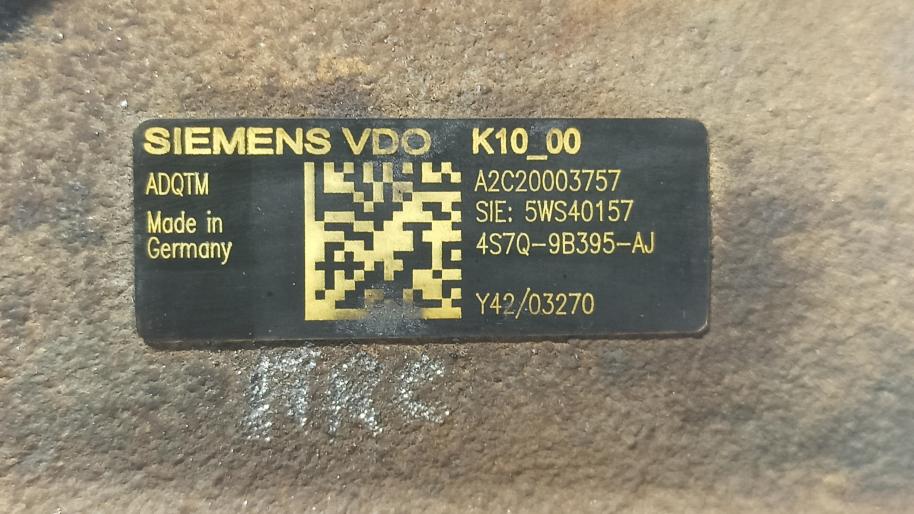 SIEMENS VDO K10_00
ADQTM
A2C20003757
SIE: 5WS40157
Made in
Germany
4S7Q-9B395-AJ
Y42/03270